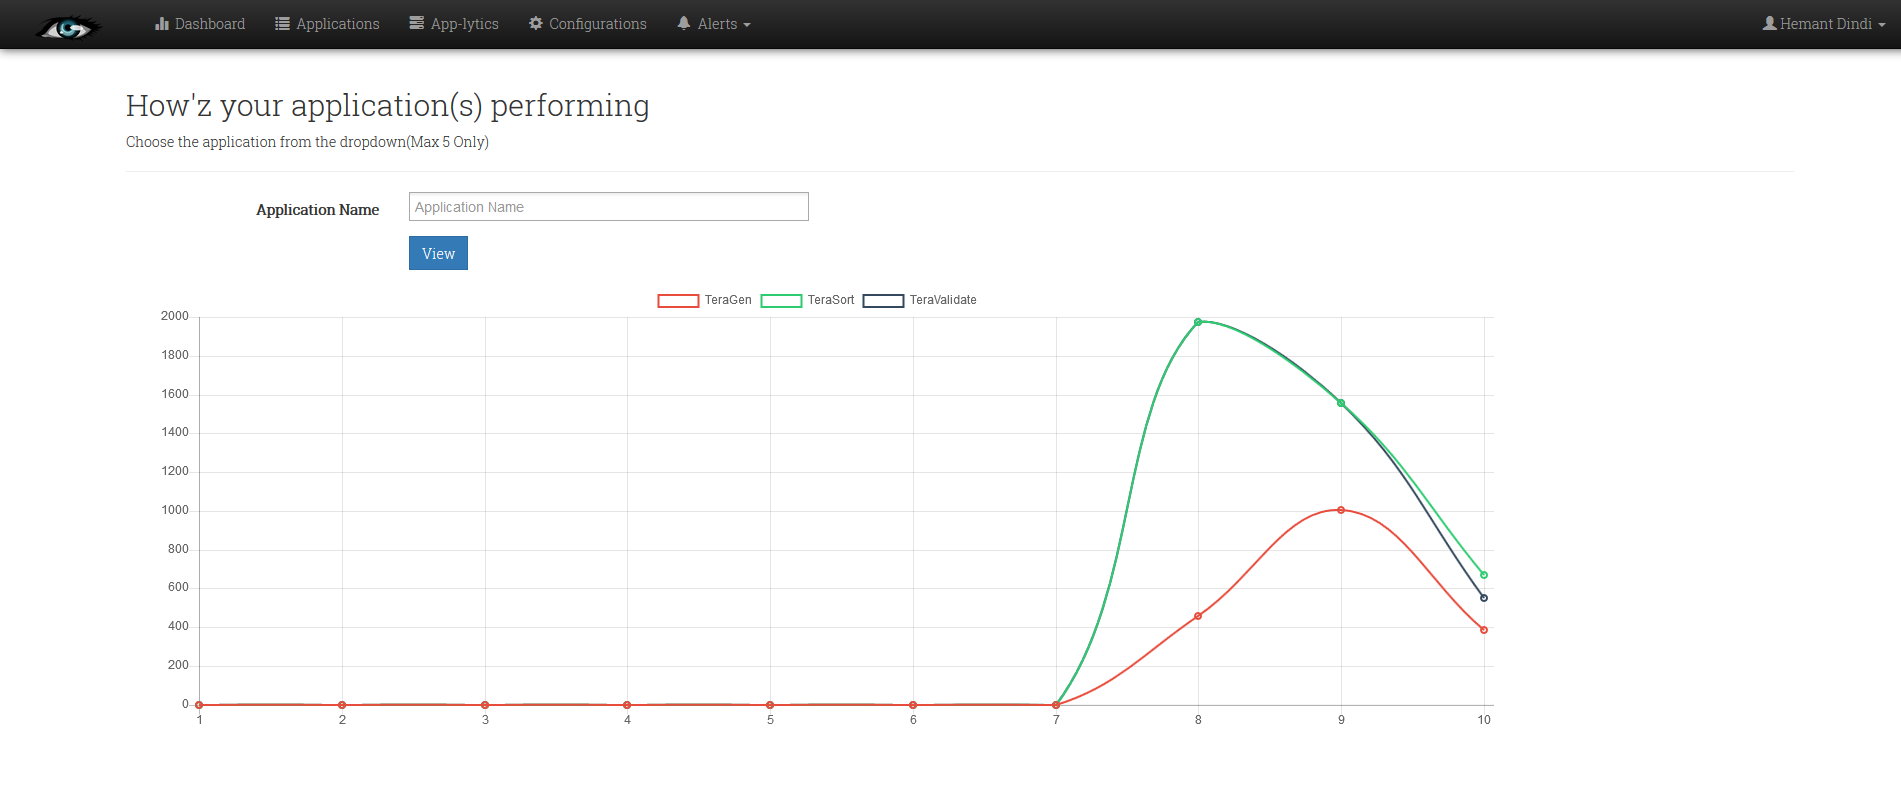 Dashboard Applications App-lytics Configurations Alerts Hemant Dindi
How'z your application(s) performing
Choose the application from the dropdown(Max 5 Only)
Application Name Application Name
View
TeraGen TeraSort TeraValidate
2000
1800
1600
1400
1200
1000
800
600
400
200
0
1 2 3 4 5 6 7 8 9 10